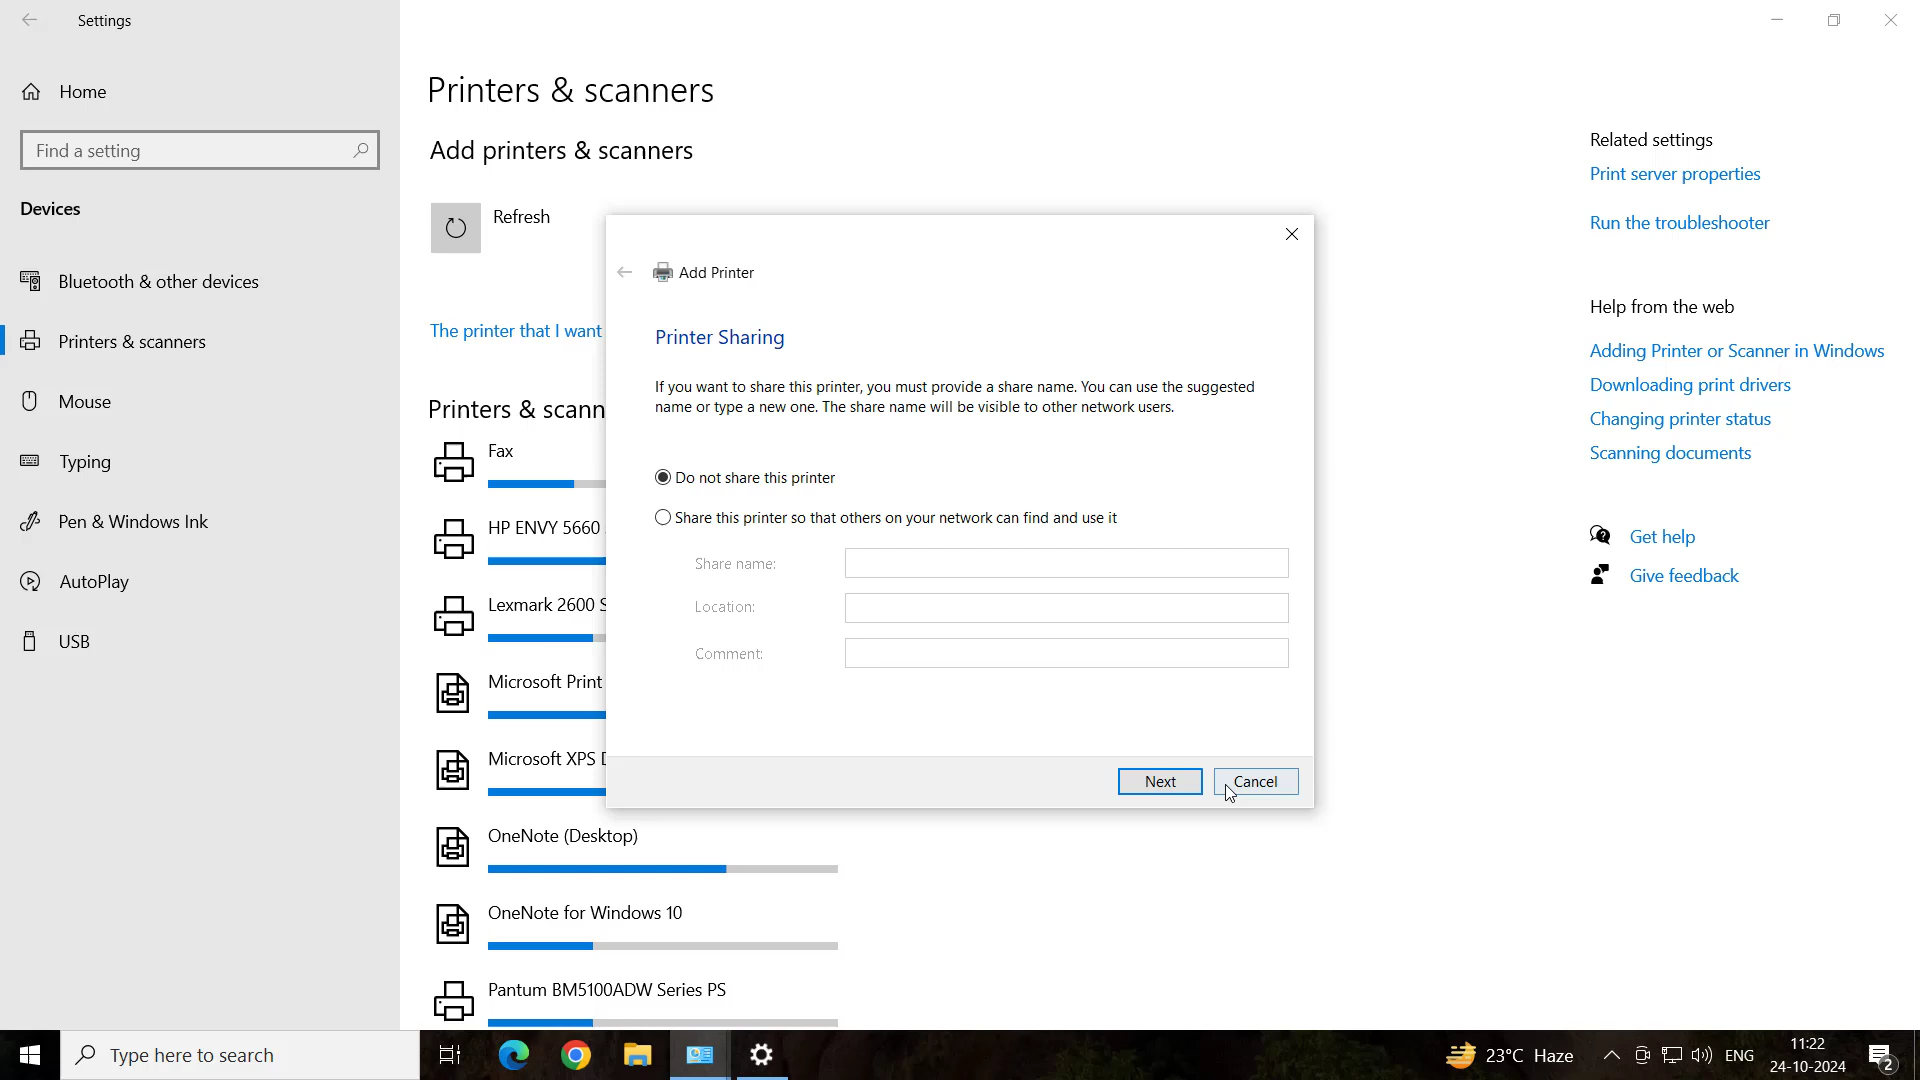 Settings
Home
Find a setting
Devices
Bluetooth & other devices
Printers & scanners
Mouse
Typing
Pen & Windows Ink
AutoPlay
USB
Printers & scanners
Add printers & scanners
Refresh
The printer that I want
Printers & scann
Fax
HP ENVY 5660
Lexmark 2600 S
Microsoft Print
Microsoft XPS D
OneNote (Desktop)
OneNote for Windows 10
Pantum BM5100ADW Series PS
Add Printer
Printer Sharing
If you want to share this printer, you must provide a share name. You can use the suggested
name or type a new one. The share name will be visible to other network users.
Do not share this printer
Share this printer so that others on your network can find and use it
Share name:
Location:
Comment:
Next
Cancel
Related settings
Print server properties
Run the troubleshooter
Help from the web
Adding Printer or Scanner in Windows
Downloading print drivers
Changing printer status
Scanning documents
Get help
Give feedback
Type here to search
23°C Haze
ENG
11:22
24-10-2024
2